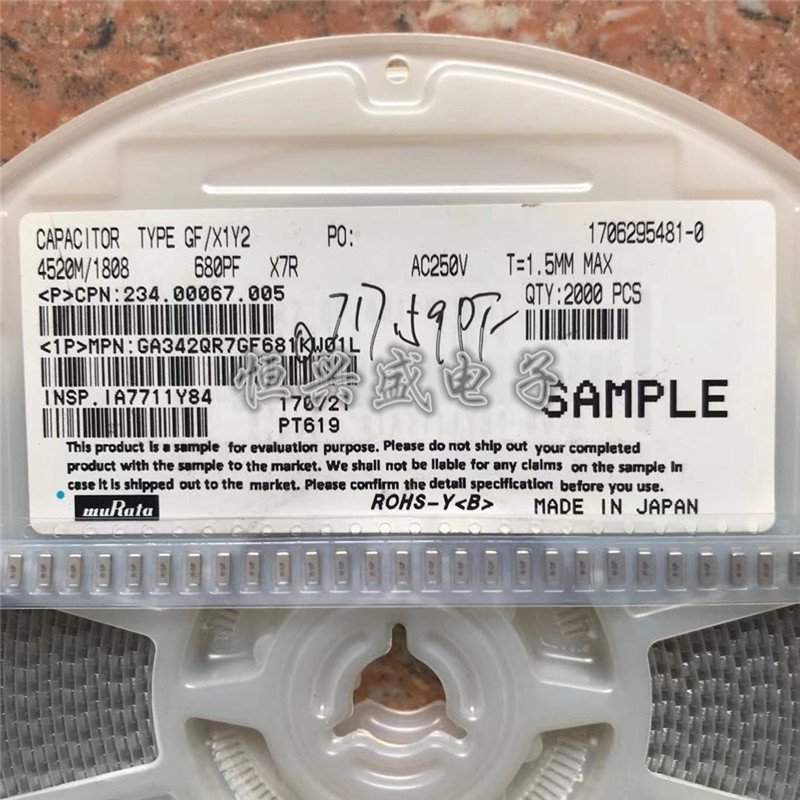 CAPACITOR TYPE GF/X1Y2 PO: 1706295481-0
4520M/1808 680PF X7R AC250V T=1.5MM MAX
<P>CPN:234.00067.005 QTY:2000 PCS
<1P>MPN:GA342QR7GF681KW01L
恒兴盛电子
INSP.IA7711Y84 170721 SAMPLE
PT619
This product is a sample for evaluation purpose. Please do not ship out your completed
product with the sample to the market. We shall not be liable for any claims on the sample in
case it is shipped out to the market. Please confirm the detail specification before you use.
muRata ROHS-Y<B> MADE IN JAPAN